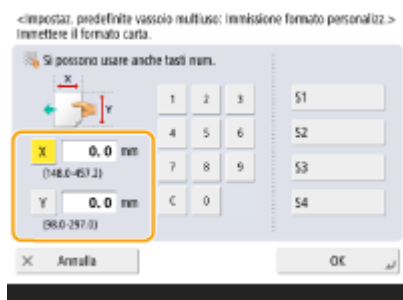 <Impostaz. predefinite vassoio multiuso: Immissione formato personalizz.>
Immettere il formato carta.
Si possono usare anche tasti num.
X
Y
1 2 3
4 5 6
7 8 9
C 0
X 0.0 mm
(148.0-457.2)
Y 0.0 mm
(98.0-297.0)
S1
S2
S3
S4
× Annulla
OK